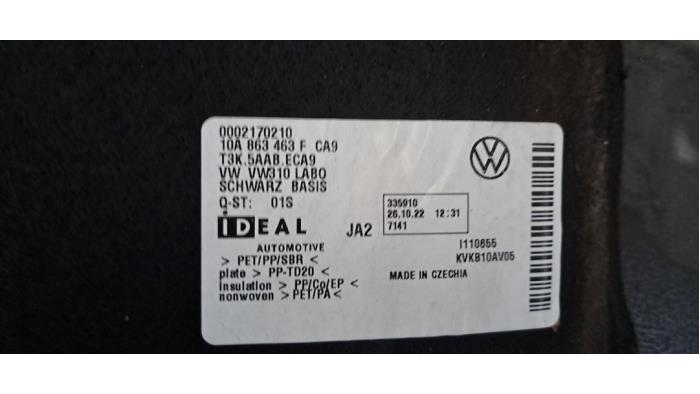 0002170210
10A 863 463 F CA9
T3K.5AAB.ECA9
VW VW310 LABO
SCHWARZ BASIS
Q-ST: 01S
IDEAL
AUTOMOTIVE
JA2
335910
26.10.22 12:31
7141
> PET/PP/SBR <
plate > PP-TD20 <
insulation > PP/Co/EP <
nonwoven > PET/PA <
I110655
KVKB10AV05
MADE IN CZECHIA